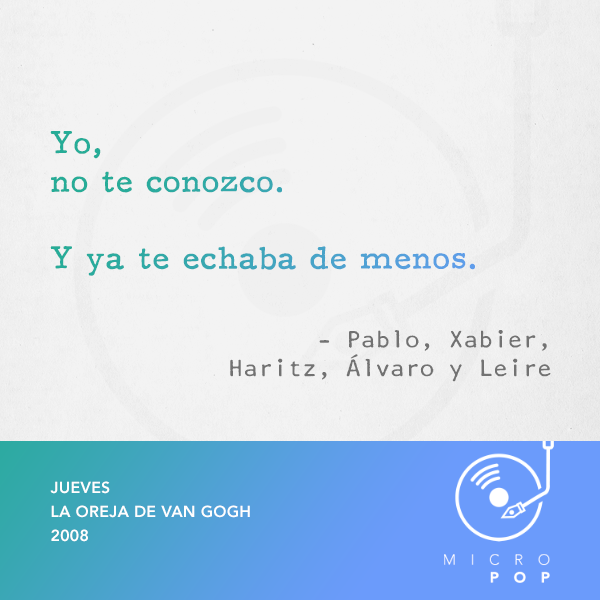 Yo,
no te conozco.
Y ya te echaba de menos.
– Pablo, Xabier,
Haritz, Álvaro y Leire
JUEVES
LA OREJA DE VAN GOGH
2008
MICRO
POP